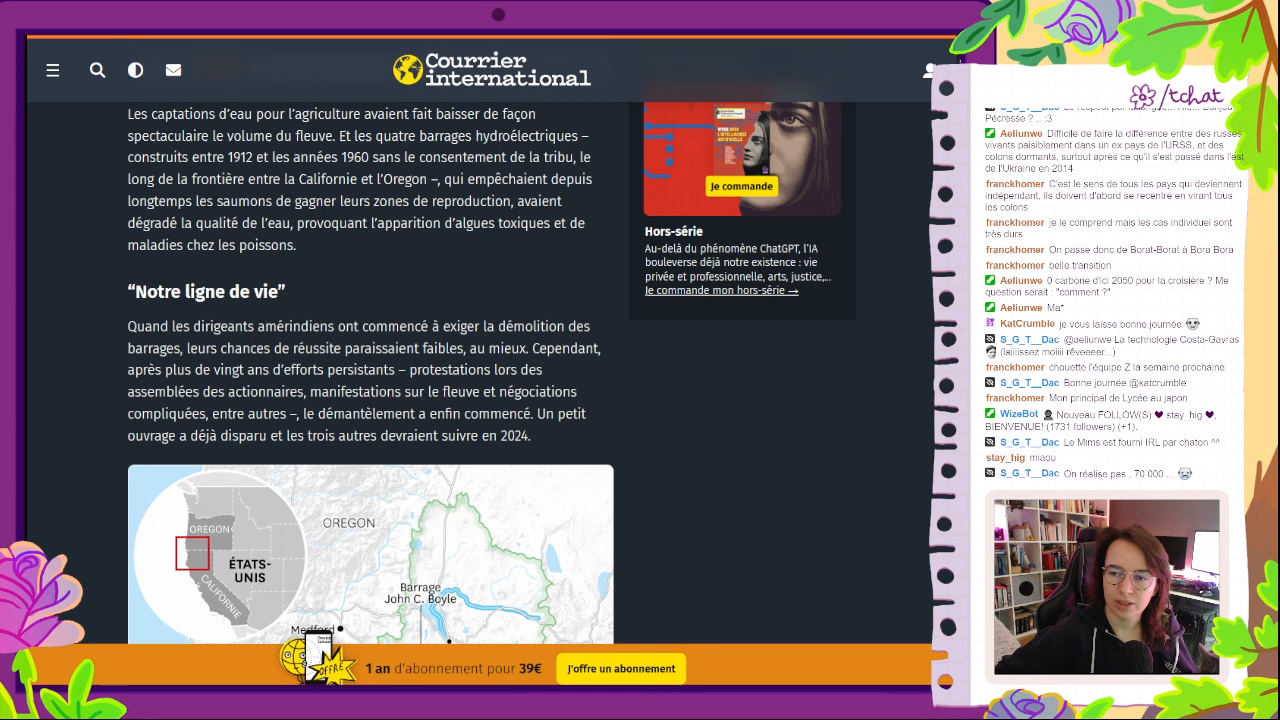 Courrier
international
Les captations d’eau pour l’agriculture avaient fait baisser de façon
spectaculaire le volume du fleuve. Et les quatre barrages hydroélectriques –
construits entre 1912 et les années 1960 sans le consentement de la tribu, le
long de la frontière entre la Californie et l’Oregon –, qui empêchaient depuis
longtemps les saumons de gagner leurs zones de reproduction, avaient
dégradé la qualité de l’eau, provoquant l’apparition d’algues toxiques et de
maladies chez les poissons.
“Notre ligne de vie”
Quand les dirigeants amérindiens ont commencé à exiger la démolition des
barrages, leurs chances de réussite paraissaient faibles, au mieux. Cependant,
après plus de vingt ans d’efforts persistants – protestations lors des
assemblées des actionnaires, manifestations sur le fleuve et négociations
compliquées, entre autres –, le démantèlement a enfin commencé. Un petit
ouvrage a déjà disparu et les trois autres devraient suivre en 2024.
OREGON
OREGON
ÉTATS-
UNIS
CALIFORNIE
Barrage
John C. Boyle
Medford
Je commande
Hors-série
Au-delà du phénomène ChatGPT, l’IA
bouleverse déjà notre existence : vie
privée et professionnelle, arts, justice,…
Je commande mon hors-série →
OFFRE
1 an d’abonnement pour 39€
J’offre un abonnement
/tchat
Pécresse ? .. :3
Aeliunwe Difficile de faire la différence entre des russes
vivants paisiblement dans un ex pays de l'URSS, et des
colons dormants, surtout après ce qu'il s'est passé dans l'est
de l'Ukraine en 2014
franckhomer C'est le sens de tous les pays qui deviennent
indépendant, ils doivent d'abord se recentré en virant tous
les colons
franckhomer je le comprend mais les cas individuel sont
très durs
franckhomer On passe donc de Borat-Borat à Bora Bora
franckhomer belle transition
Aeliunwe 0 carbone d'ici 2050 pour la croisière ? Me
question serait : "comment ?"
Aeliunwe Ma*
KatCrumble je vous laisse bonne journée
S_G_T__Dac @aeliunwe La technologie Costa-Gavras
(laiiiissez moiiii rêveeeer...)
franckhomer chouette l'équipe Z la semaine prochaine
S_G_T__Dac Bonne journée @katcrumble
franckhomer Mon principal de Lycée au japon
WizeBot Nouveau FOLLOW(S) stay_hig
BIENVENUE! (1731 followers) (+1).
S_G_T__Dac Le Mims est fourni IRL par chaton ^^
stay_hig miaou
S_G_T__Dac On réalise pas , 70 000 ...